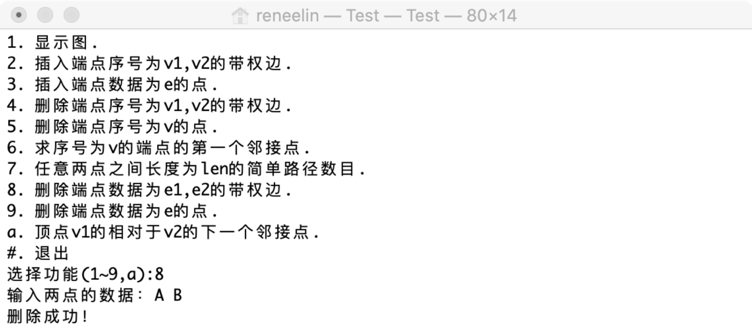 reneelin — Test — Test — 80×14
1. 显示图.
2. 插入端点序号为v1,v2的带权边.
3. 插入端点数据为e的点.
4. 删除端点序号为v1,v2的带权边.
5. 删除端点序号为v的点.
6. 求序号为v的端点的第一个邻接点.
7. 任意两点之间长度为len的简单路径数目.
8. 删除端点数据为e1,e2的带权边.
9. 删除端点数据为e的点.
a. 顶点v1的相对于v2的下一个邻接点.
#. 退出
选择功能(1~9,a):8
输入两点的数据: A B
删除成功!